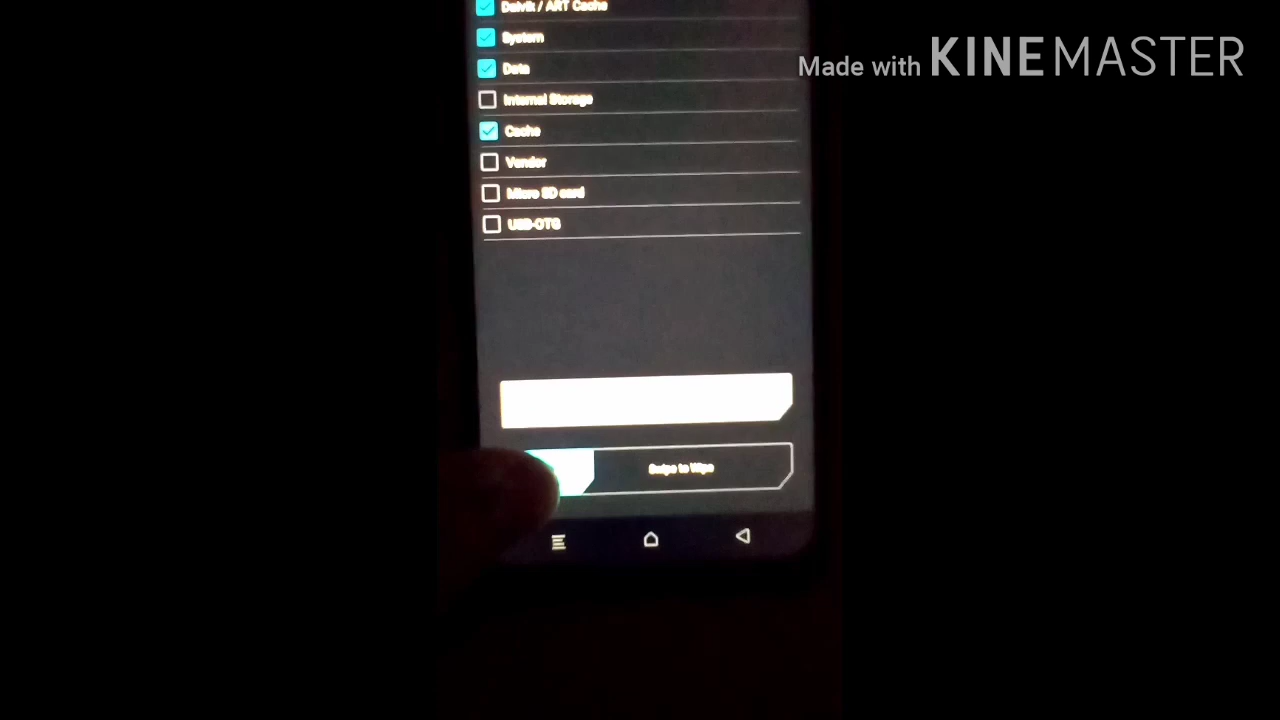 Dalvik / ART Cache
System
Made with KINEMASTER
Data
Internal Storage
Cache
Vendor
Micro SD card
USB-OTG
Swipe to Wipe